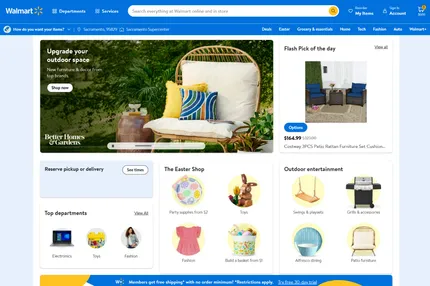 Walmart
Departments
Services
Search everything at Walmart online and in store
Reorder
My Items
Sign In
Account
How do you want your items?
Sacramento, 95829
Sacramento Supercenter
Deals
Easter
Grocery & essentials
Home
Tech
Fashion
Auto
Walmart+
Upgrade your
outdoor space
New furniture & decor from
top brands
Shop now
Better Homes
& Gardens
Flash Pick of the day
View all
Options
$164.99
Costway 3PCS Patio Rattan Furniture Set Cushion...
Reserve pickup or delivery
See times
Top departments
View All
Electronics
Toys
Fashion
The Easter Shop
Party supplies from $2
Toys
Fashion
Build a basket from $1
Outdoor entertainment
Swings & playsets
Grills & accessories
Alfresco dining
Patio furniture
W+
Members get free shipping* with no order minimum! *Restrictions apply.
Try free 30-day trial